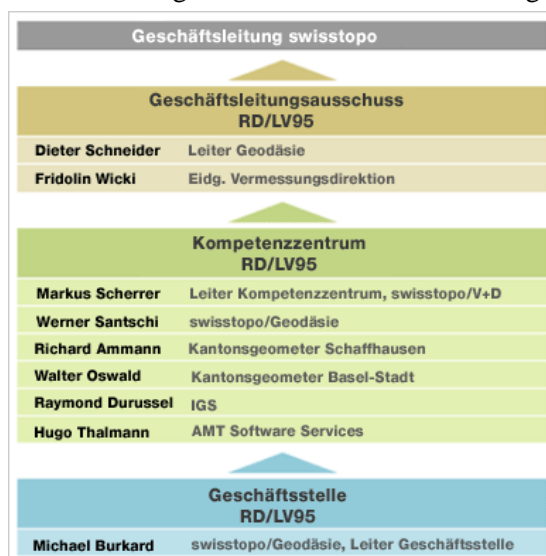 Geschäftsleitung swisstopo
Geschäftsleitungsausschuss
RD/LV95
Dieter Schneider Leiter Geodäsie
Fridolin Wicki Eidg. Vermessungsdirektion
Kompetenzzentrum
RD/LV95
Markus Scherrer Leiter Kompetenzzentrum, swisstopo/V+D
Werner Santschi swisstopo/Geodäsie
Richard Ammann Kantonsgeometer Schaffhausen
Walter Oswald Kantonsgeometer Basel-Stadt
Raymond Durussel IGS
Hugo Thalmann AMT Software Services
Geschäftsstelle
RD/LV95
Michael Burkard swisstopo/Geodäsie, Leiter Geschäftsstelle